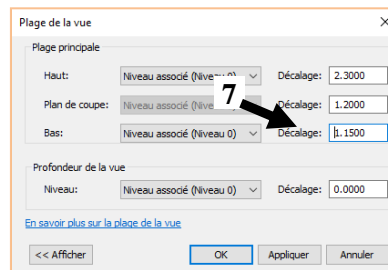 Plage de la vue
Plage principale
Haut: Niveau associé (Niveau 0) Décalage: 2.3000
7
Plan de coupe: Niveau associé (Niveau 0) Décalage: 1.2000
Bas: Niveau associé (Niveau 0) Décalage: 1.1500
Profondeur de la vue
Niveau: Niveau associé (Niveau 0) Décalage: 0.0000
En savoir plus sur la plage de la vue
<< Afficher OK Appliquer Annuler